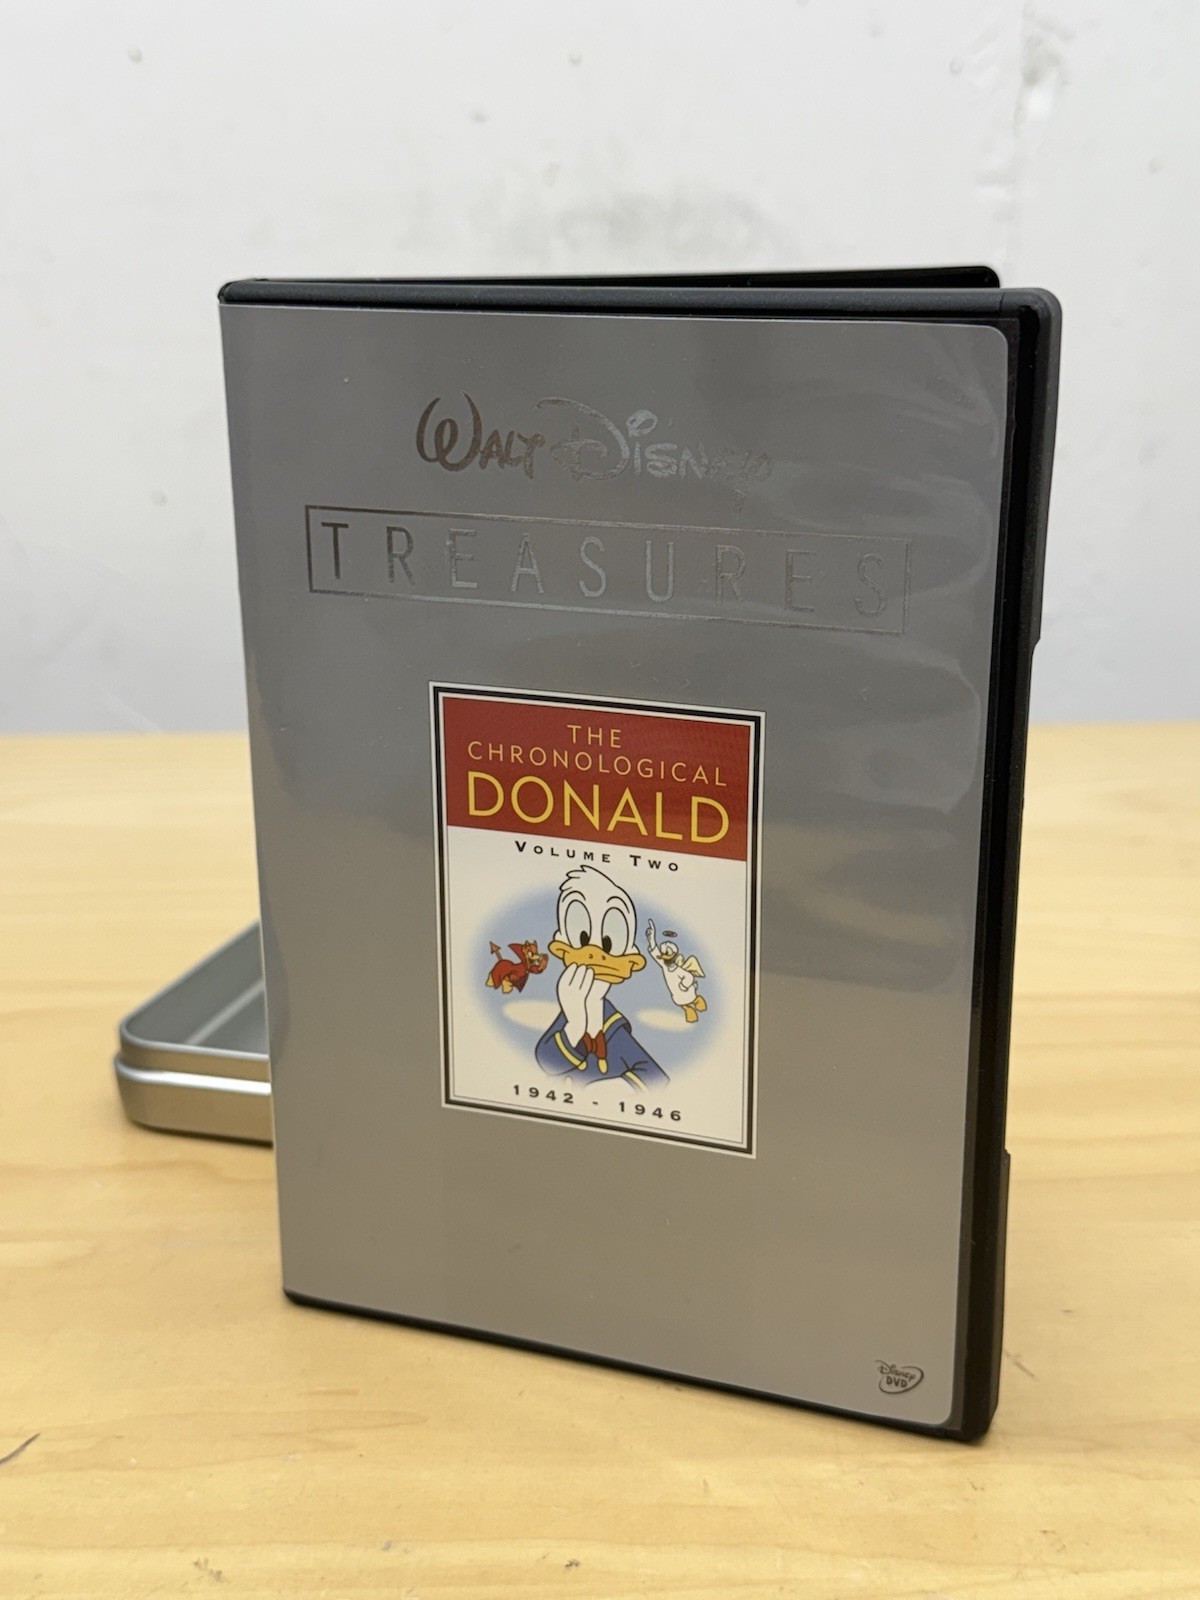 WALT DISNEY
TREASURES
THE
CHRONOLOGICAL
DONALD
VOLUME TWO
1942 - 1946
Disney
DVD